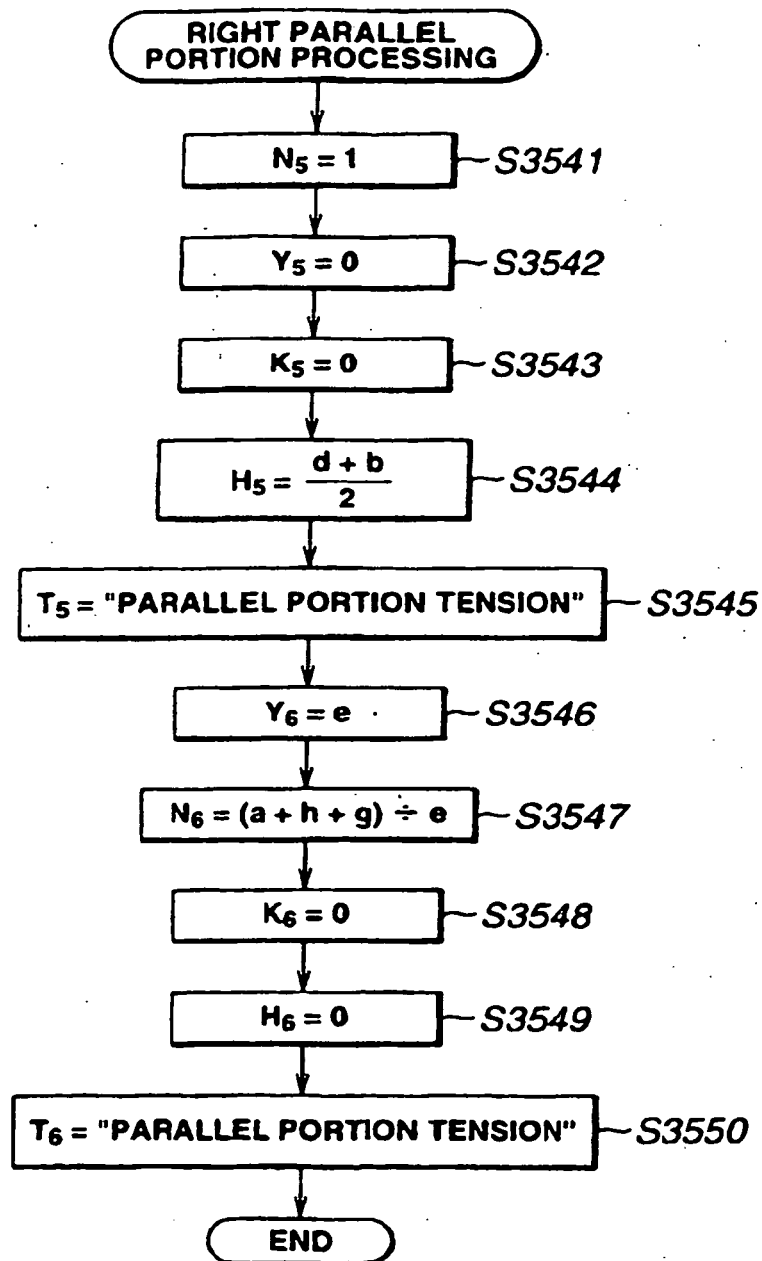 RIGHT PARALLEL
PORTION PROCESSING
N5 = 1 S3541
Y5 = 0 S3542
K5 = 0 S3543
H5 = d + b / 2 S3544
T5 = "PARALLEL PORTION TENSION" S3545
Y6 = e S3546
N6 = (a + h + g) ÷ e S3547
K6 = 0 S3548
H6 = 0 S3549
T6 = "PARALLEL PORTION TENSION" S3550
END